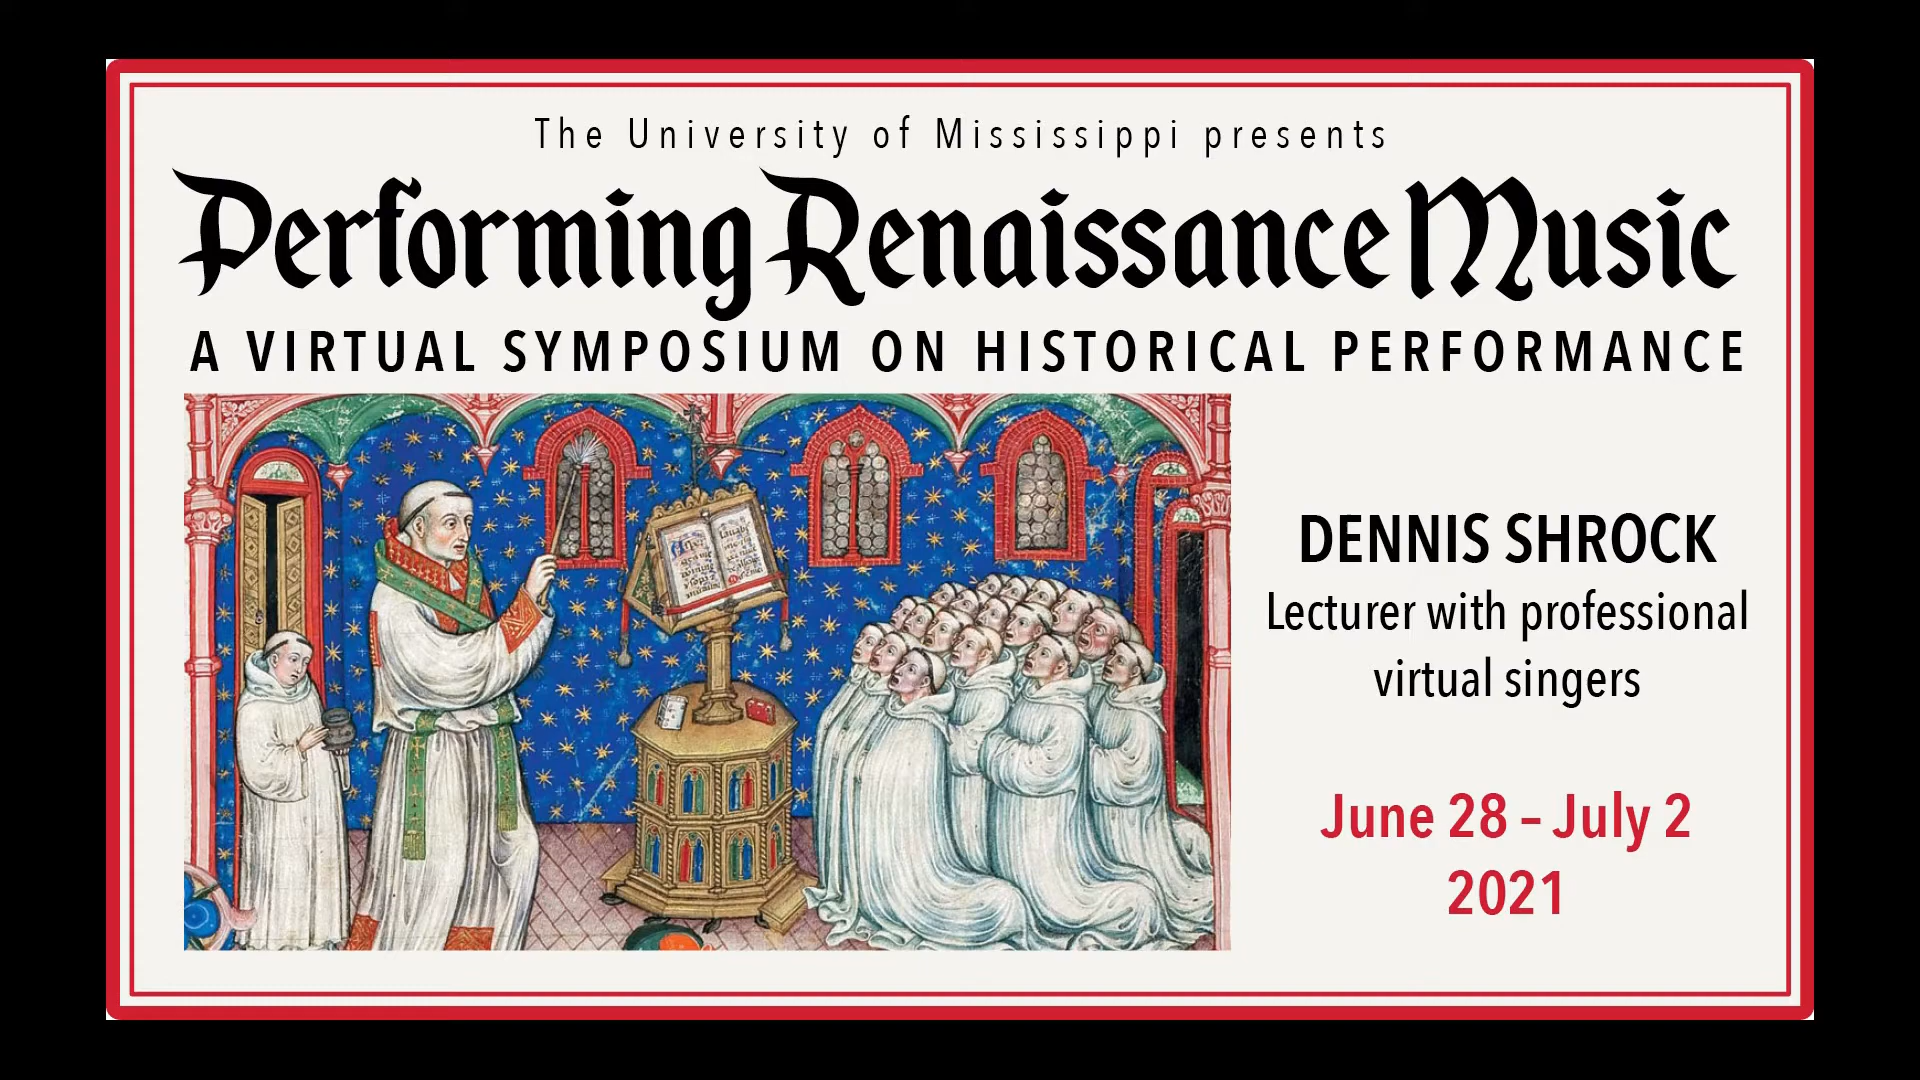 The University of Mississippi presents
Performing Renaissance Music
A VIRTUAL SYMPOSIUM ON HISTORICAL PERFORMANCE
DENNIS SHROCK
Lecturer with professional
virtual singers
June 28 – July 2
2021